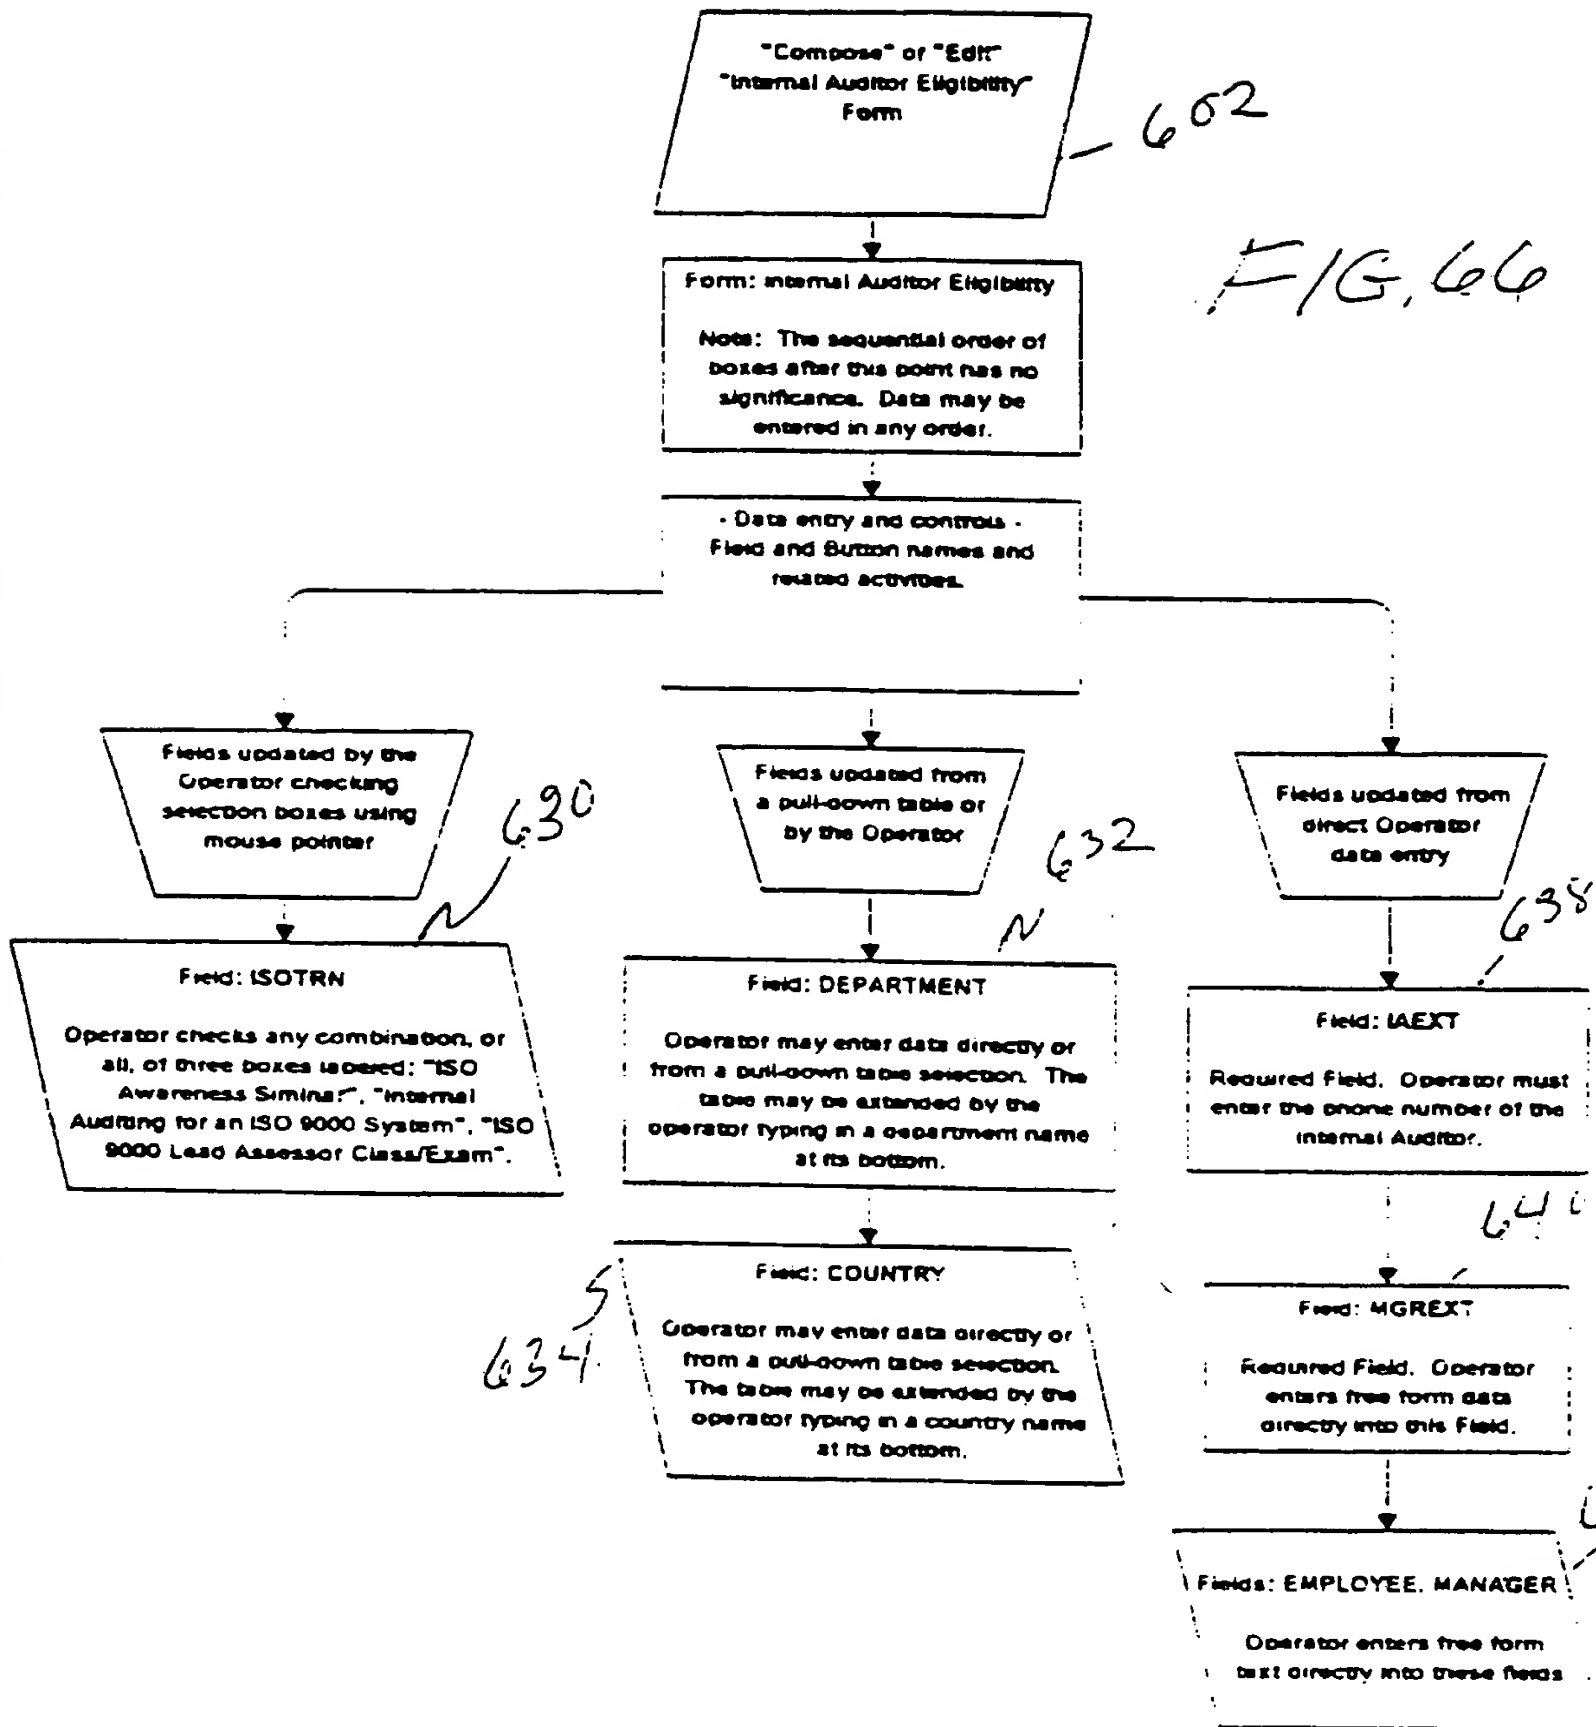 "Compose" or "Edit"
"Internal Auditor Eligibility"
Form
602
FIG. 66
Form: Internal Auditor Eligibility
Note: The sequential order of
boxes after this point has no
significance. Data may be
entered in any order.
- Data entry and controls -
Field and Button names and
related activities.
Fields updated by the
Operator checking
selection boxes using
mouse pointer
630
Field: ISOTRN
Operator checks any combination, or
all, of three boxes labeled: "ISO
Awareness Siminar", "Internal
Auditing for an ISO 9000 System", "ISO
9000 Lead Assessor Class/Exam".
Fields updated from
a pull-down table or
by the Operator
632
Field: DEPARTMENT
Operator may enter data directly or
from a pull-down table selection. The
table may be extended by the
operator typing in a department name
at its bottom.
634
Field: COUNTRY
Operator may enter data directly or
from a pull-down table selection.
The table may be extended by the
operator typing in a country name
at its bottom.
Fields updated from
direct Operator
data entry
638
Field: IAEXT
Required Field. Operator must
enter the phone number of the
Internal Auditor.
Field: MGREXT
Required Field. Operator
enters free form data
directly into this Field.
Fields: EMPLOYEE. MANAGER
Operator enters free form
text directly into these fields